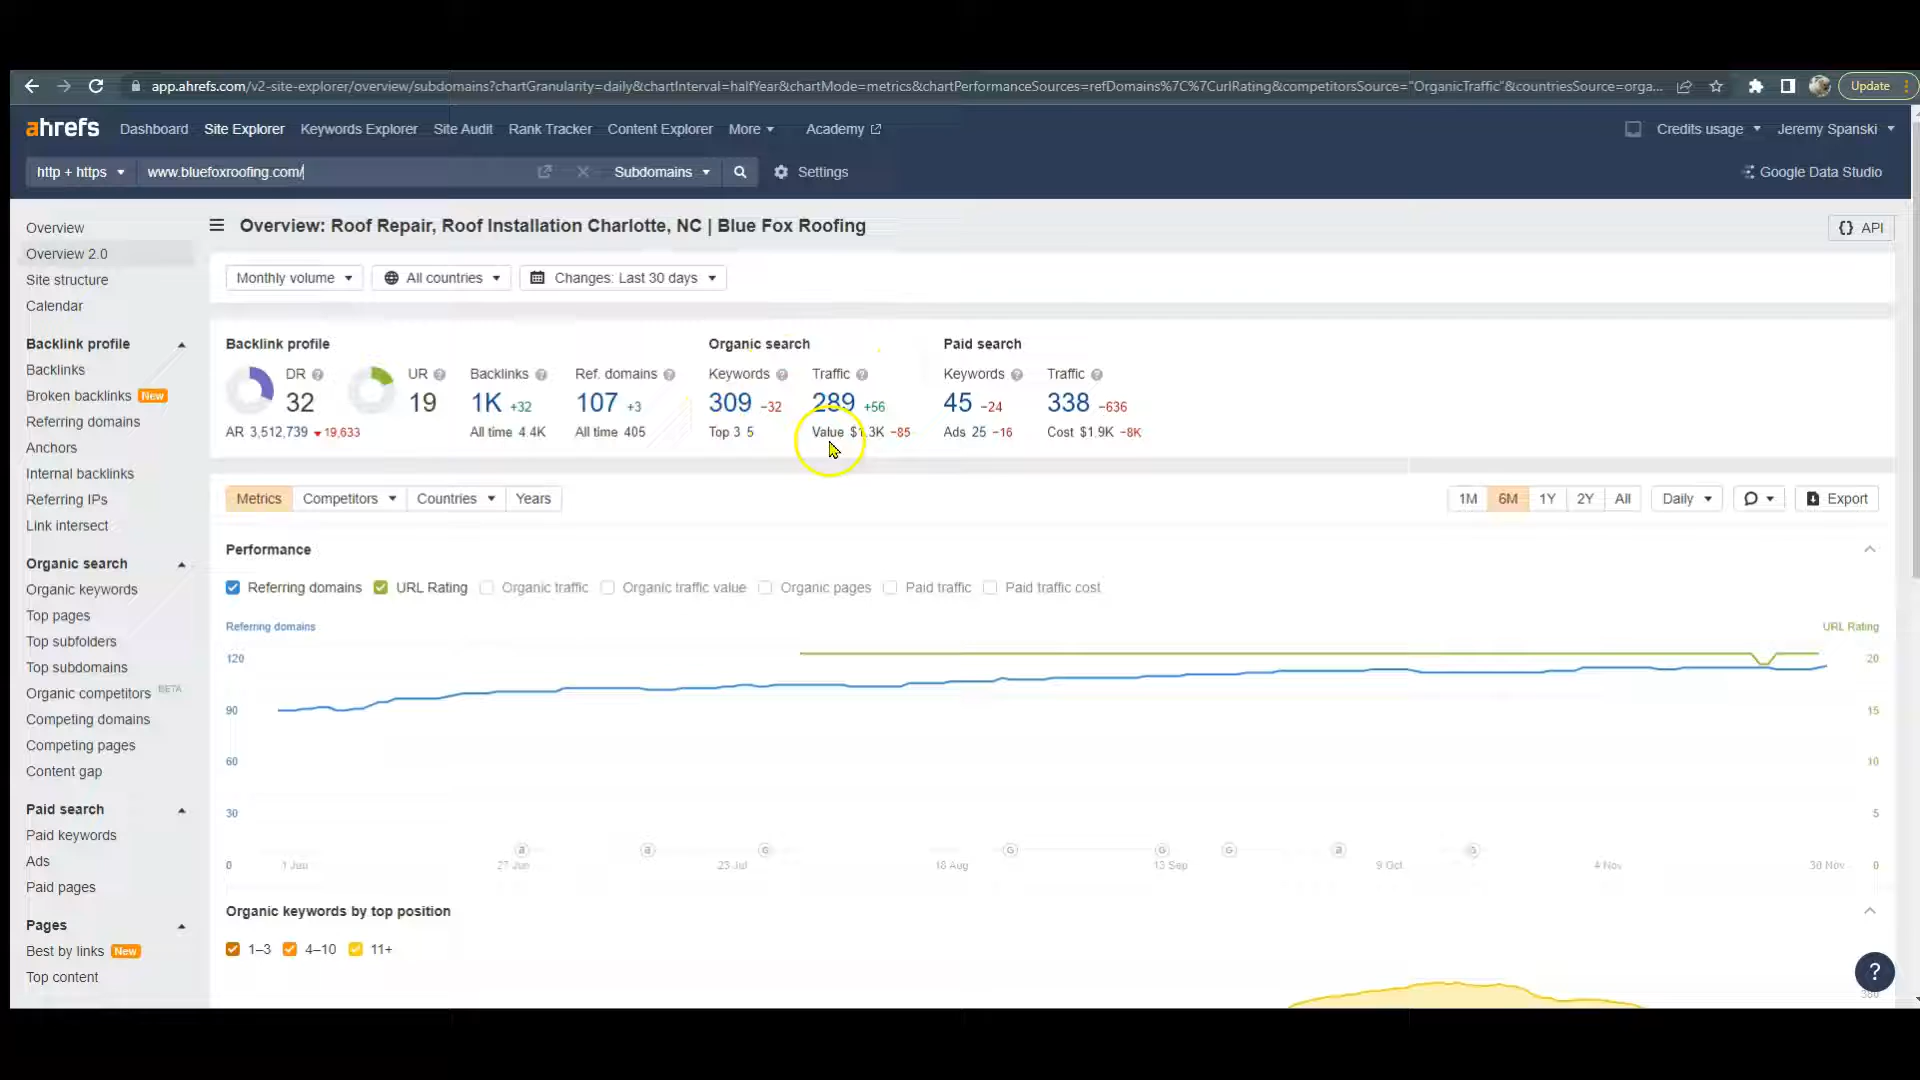 app.ahrefs.com/v2-site-explorer/overview/subdomains?chartGranularity=daily&chartInterval=halfYear&chartMode=metrics&chartPerformanceSources=refDomains%7C%7CurlRating&competitorsSource="OrganicTraffic"&countriesSource=orga... Update
ahrefs Dashboard Site Explorer Keywords Explorer Site Audit Rank Tracker Content Explorer More Academy Credits usage Jeremy Spanski
http + https www.bluefoxroofing.com/ Subdomains Settings Google Data Studio
Overview
Overview 2.0
Site structure
Calendar
Backlink profile
Backlinks
Broken backlinks New
Referring domains
Anchors
Internal backlinks
Referring IPs
Link intersect
Organic search
Organic keywords
Top pages
Top subfolders
Top subdomains
Organic competitors BETA
Competing domains
Competing pages
Content gap
Paid search
Paid keywords
Ads
Paid pages
Pages
Best by links New
Top content
Overview: Roof Repair, Roof Installation Charlotte, NC | Blue Fox Roofing {} API
Monthly volume All countries Changes: Last 30 days
Backlink profile Organic search Paid search
DR ? UR ? Backlinks ? Ref. domains ? Keywords ? Traffic ? Keywords ? Traffic ?
32 19 1K +32 107 +3 309 -32 289 +56 45 -24 338 -636
AR 3,512,739 19,633 All time 4.4K All time 405 Top 3 5 Value $1.3K -85 Ads 25 -16 Cost $1.9K -8K
Metrics Competitors Countries Years 1M 6M 1Y 2Y All Daily Export
Performance
Referring domains URL Rating Organic traffic Organic traffic value Organic pages Paid traffic Paid traffic cost
Referring domains URL Rating
120 20
90 15
60 10
30 5
a a G G G G a G
0 1 Jun 27 Jun 23 Jul 18 Aug 13 Sep 9 Oct 4 Nov 30 Nov 0
Organic keywords by top position
1–3 4–10 11+
?